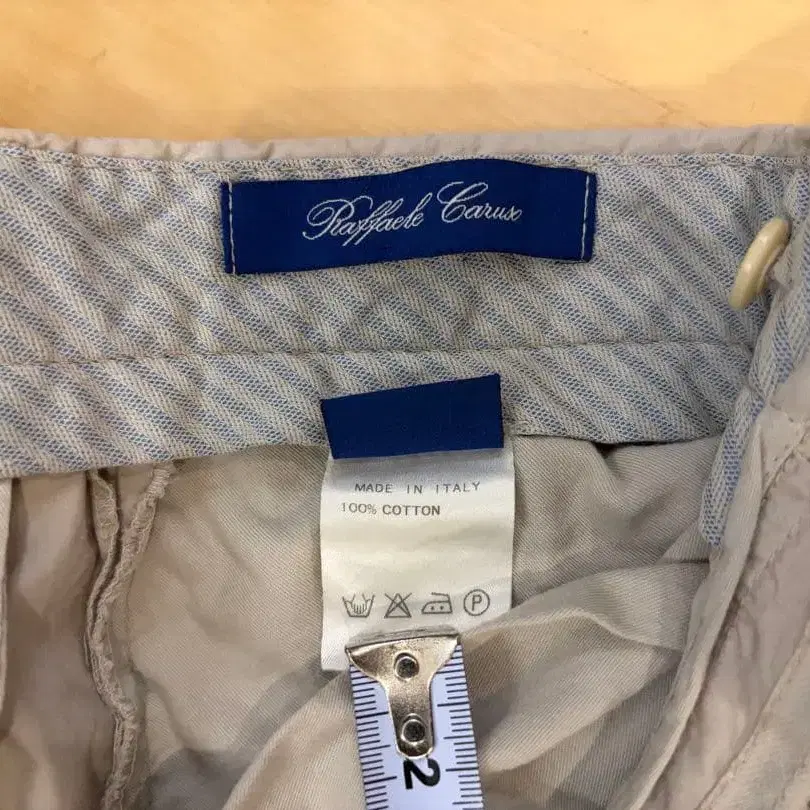 Raffaele Caruso
MADE IN ITALY
100% COTTON
P
2